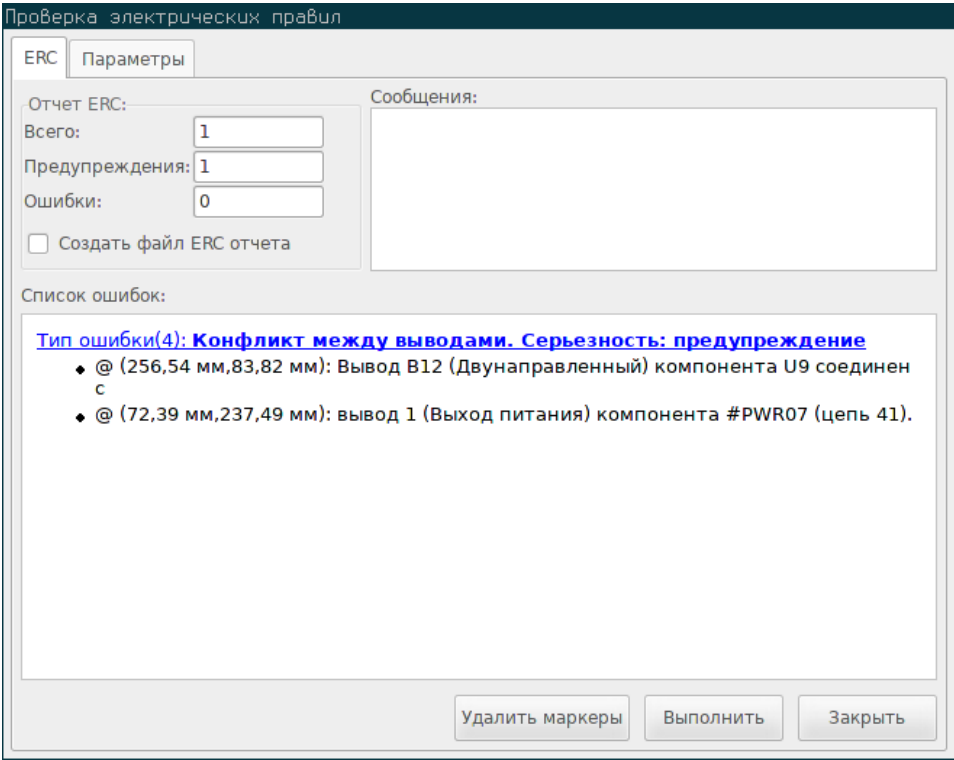 Проверка электрических правил
ERC
Параметры
Отчет ERC:
Всего:
1
Предупреждения:
1
Ошибки:
0
Создать файл ERC отчета
Сообщения:
Список ошибок:
Тип ошибки(4): Конфликт между выводами. Серьезность: предупреждение
@ (256,54 мм,83,82 мм): Вывод B12 (Двунаправленный) компонента U9 соединен
с
@ (72,39 мм,237,49 мм): вывод 1 (Выход питания) компонента #PWR07 (цепь 41).
Удалить маркеры
Выполнить
Закрыть